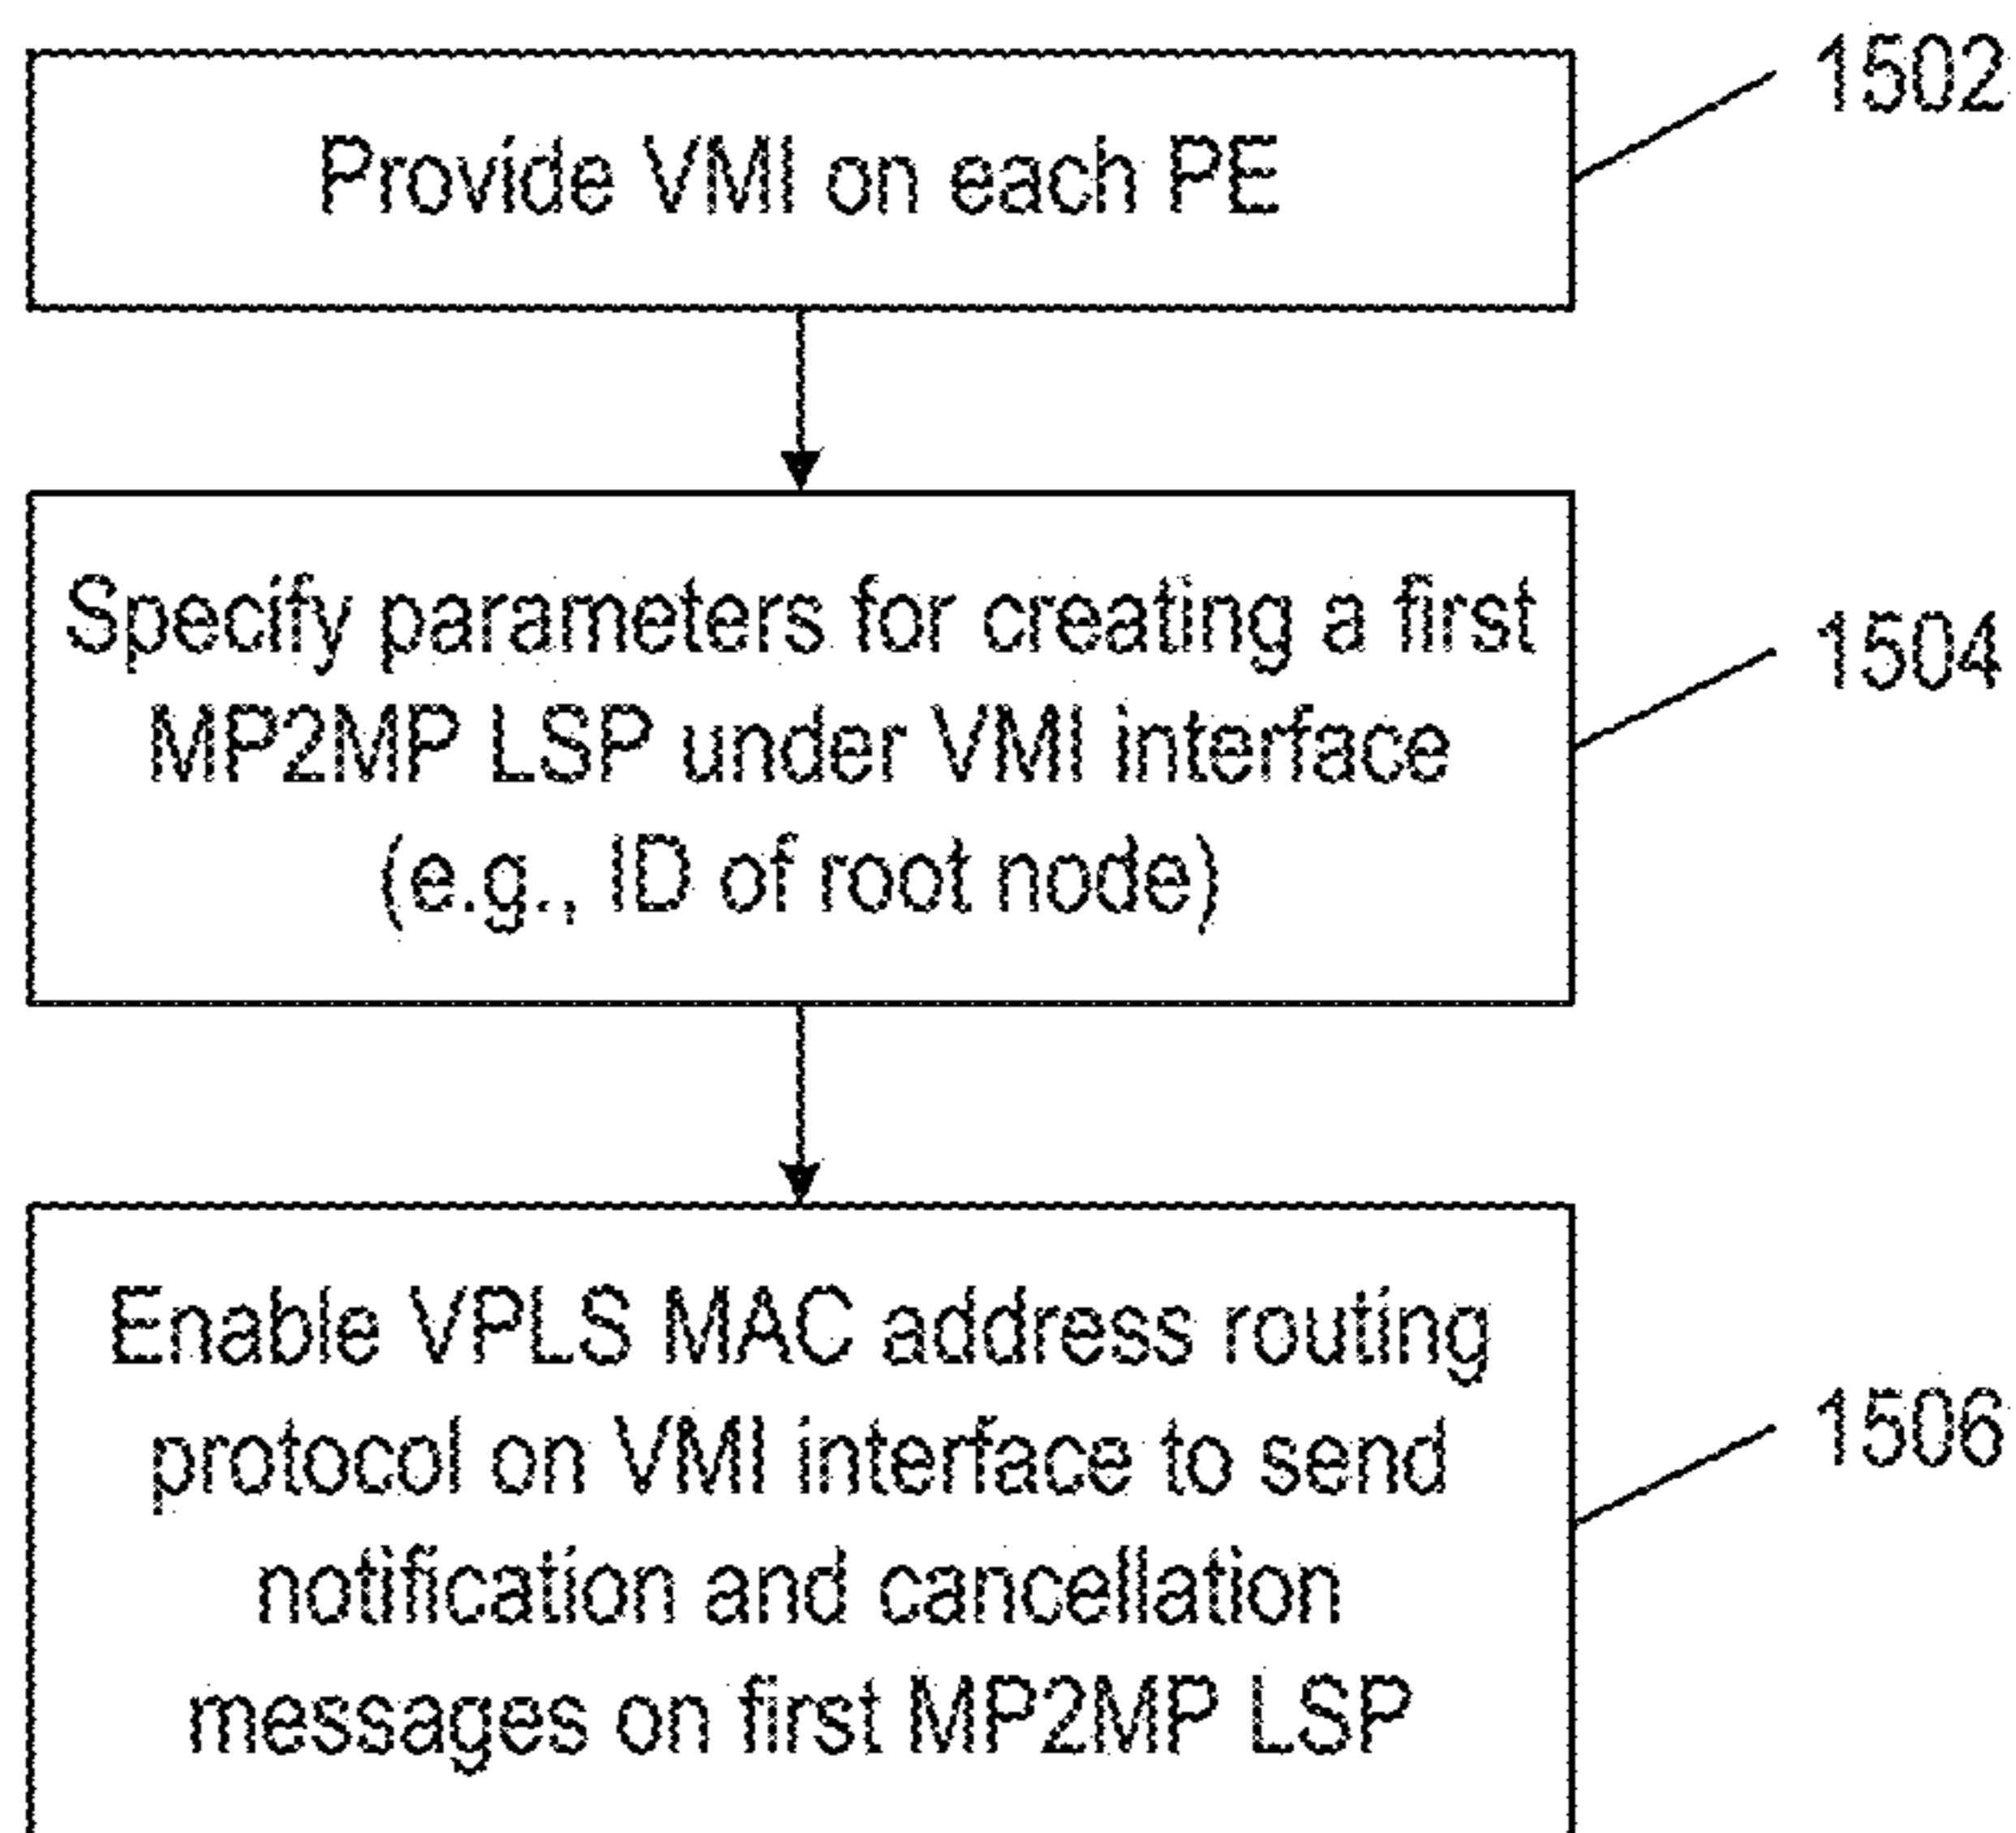 1502
Provide VMI on each PE
Specify parameters for creating a first
MP2MP LSP under VMI interface
(e.g., ID of root node)
1504
Enable VPLS MAC address routing
protocol on VMI interface to send
notification and cancellation
messages on first MP2MP LSP
1506